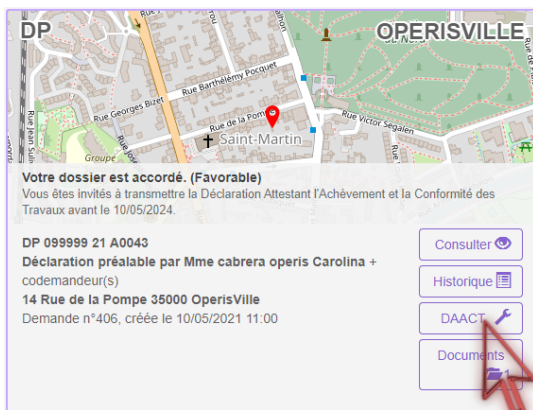 DP
OPERISVILLE
Rue Barthélémy Pocquet
Rue Georges Bizet
Rue de la Pom
Rue Victor Segalen
Saint-Martin
Groupe
Votre dossier est accordé. (Favorable)
Vous êtes invités à transmettre la Déclaration Attestant l'Achèvement et la Conformité des
Travaux avant le 10/05/2024.
DP 099999 21 A0043
Consulter
Déclaration préalable par Mme cabrera operis Carolina +
codemandeur(s)
Historique
14 Rue de la Pompe 35000 OperisVille
Demande n°406, créée le 10/05/2021 11:00
DAACT
Documents
1